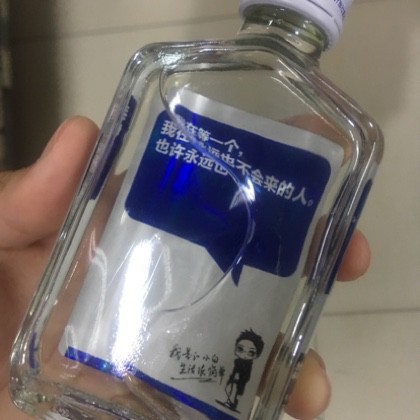 我在等一个，
也许永远也不会来的人。
我是江小白
生活很简单